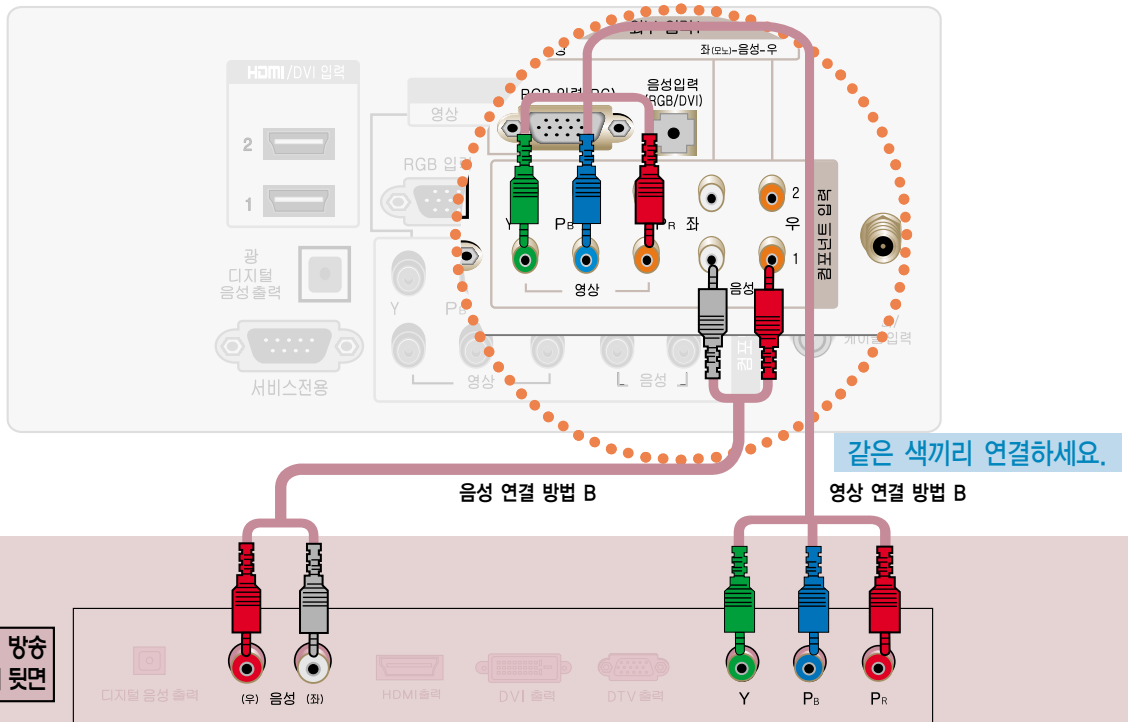 좌(모노)-음성-우
HDMI/DVI 입력
음성입력
(RGB/DVI)
영상
2
RGB 입력
1
2
Y
PB
PR
좌
우
컴포넌트 입력
광
디지털
음성출력
1
영상
음성
Y
서비스전용
영상
음성
케이블입력
같은 색끼리 연결하세요.
음성 연결 방법 B
영상 연결 방법 B
방송
뒷면
디지털 음성 출력
(우) 음성 (좌)
HDMI출력
DVI 출력
DTV출력
Y
PB
PR